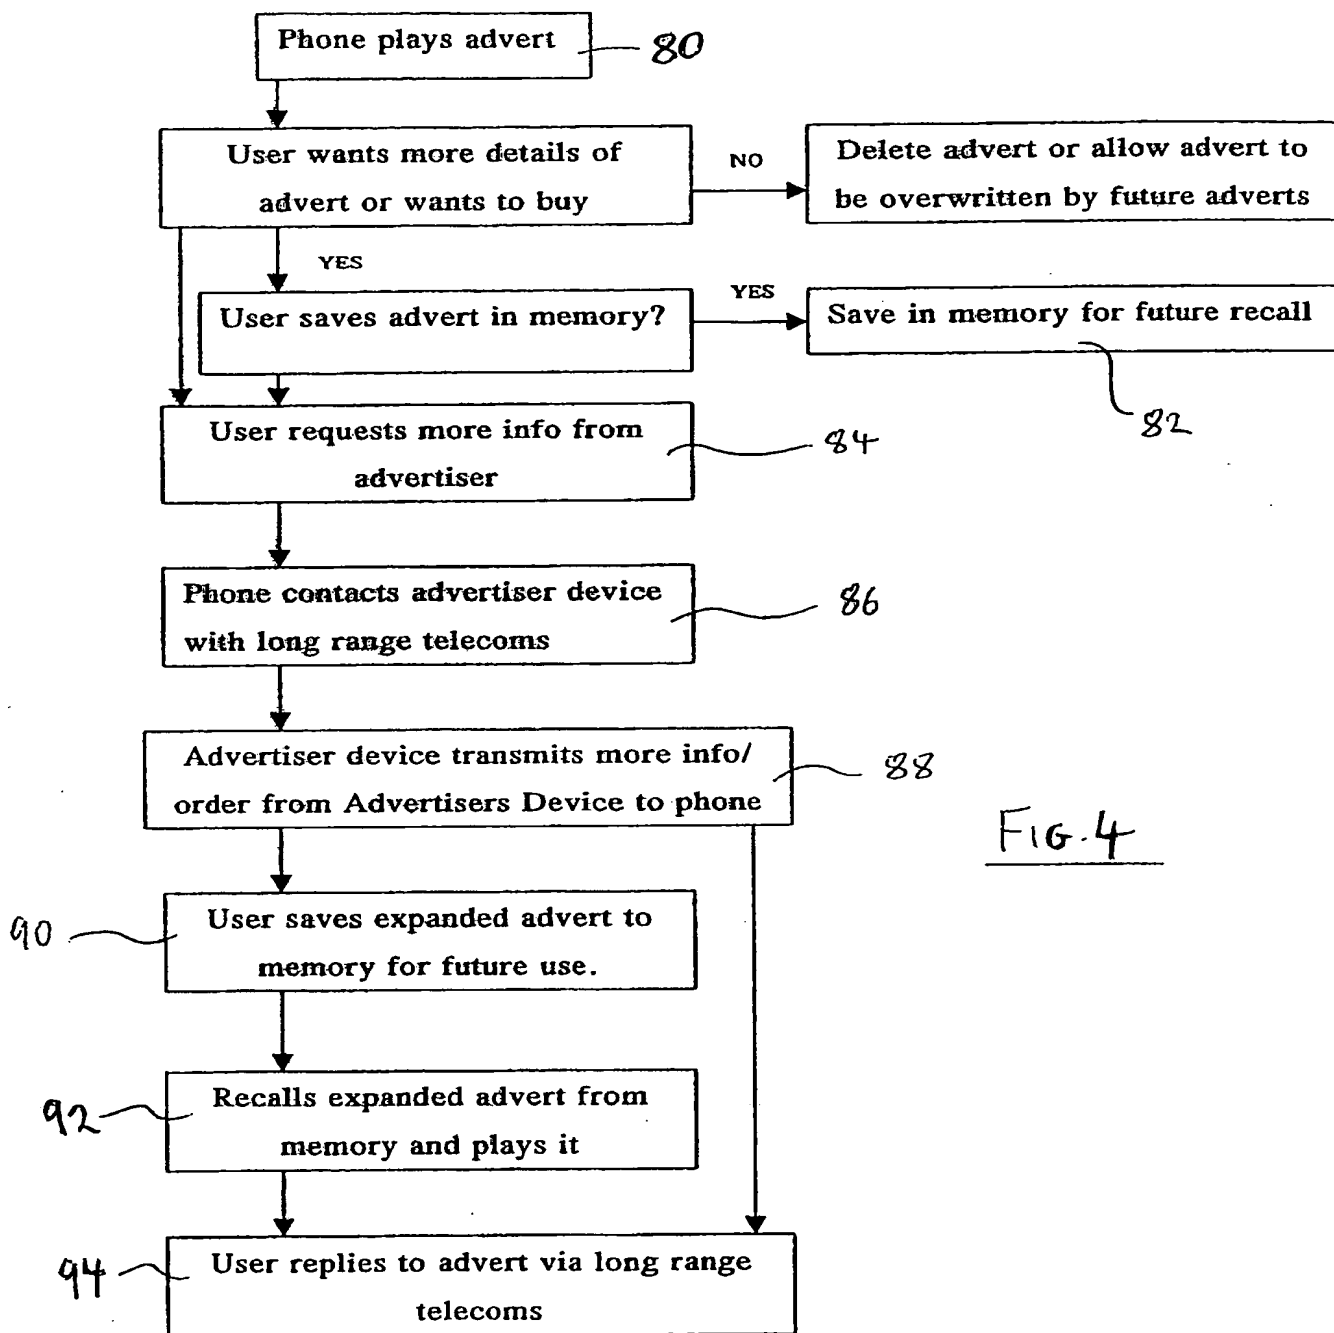 Phone plays advert
80
User wants more details of
advert or wants to buy
NO
Delete advert or allow advert to
be overwritten by future adverts
YES
User saves advert in memory?
YES
Save in memory for future recall
82
User requests more info from
advertiser
84
Phone contacts advertiser device
with long range telecoms
86
Advertiser device transmits more info/
order from Advertisers Device to phone
88
FIG.4
90
User saves expanded advert to
memory for future use.
92
Recalls expanded advert from
memory and plays it
94
User replies to advert via long range
telecoms